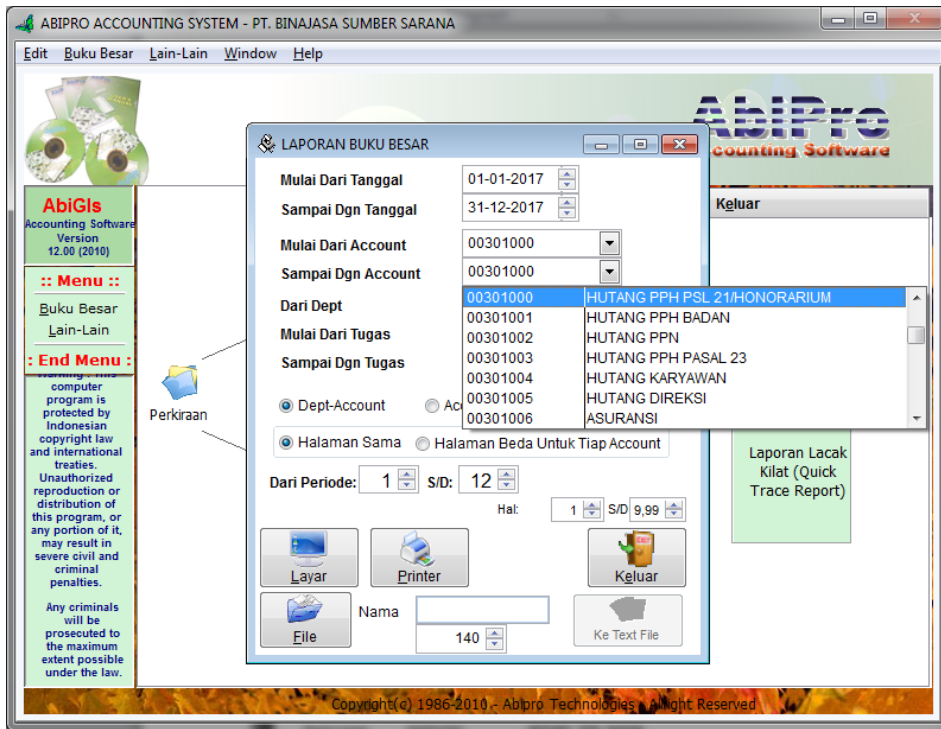 ABIPRO ACCOUNTING SYSTEM - PT. BINAJASA SUMBER SARANA
Edit Buku Besar Lain-Lain Window Help
AbiPro
counting Software
AbiGls
Accounting Software
Version
12.00 (2010)
:: Menu ::
Buku Besar
Lain-Lain
: End Menu :
Warning : This
computer
program is
protected by
Indonesian
copyright law
and international
treaties.
Unauthorized
reproduction or
distribution of
this program, or
any portion of it,
may result in
severe civil and
criminal
penalties.
Any criminals
will be
prosecuted to
the maximum
extent possible
under the law.
Perkiraan
LAPORAN BUKU BESAR
Mulai Dari Tanggal 01-01-2017
Sampai Dgn Tanggal 31-12-2017
Mulai Dari Account 00301000
Sampai Dgn Account 00301000
Dari Dept
Mulai Dari Tugas
Sampai Dgn Tugas
00301000 HUTANG PPH PSL 21/HONORARIUM
00301001 HUTANG PPH BADAN
00301002 HUTANG PPN
00301003 HUTANG PPH PASAL 23
00301004 HUTANG KARYAWAN
00301005 HUTANG DIREKSI
00301006 ASURANSI
Dept-Account Ac
Halaman Sama Halaman Beda Untuk Tiap Account
Dari Periode: 1 S/D: 12
Hal: 1 S/D 9,99
Layar Printer Keluar
File Nama
140 Ke Text File
Keluar
Laporan Lacak
Kilat (Quick
Trace Report)
Copyright(c) 1986-2010 - Abipro Technologies - All right Reserved